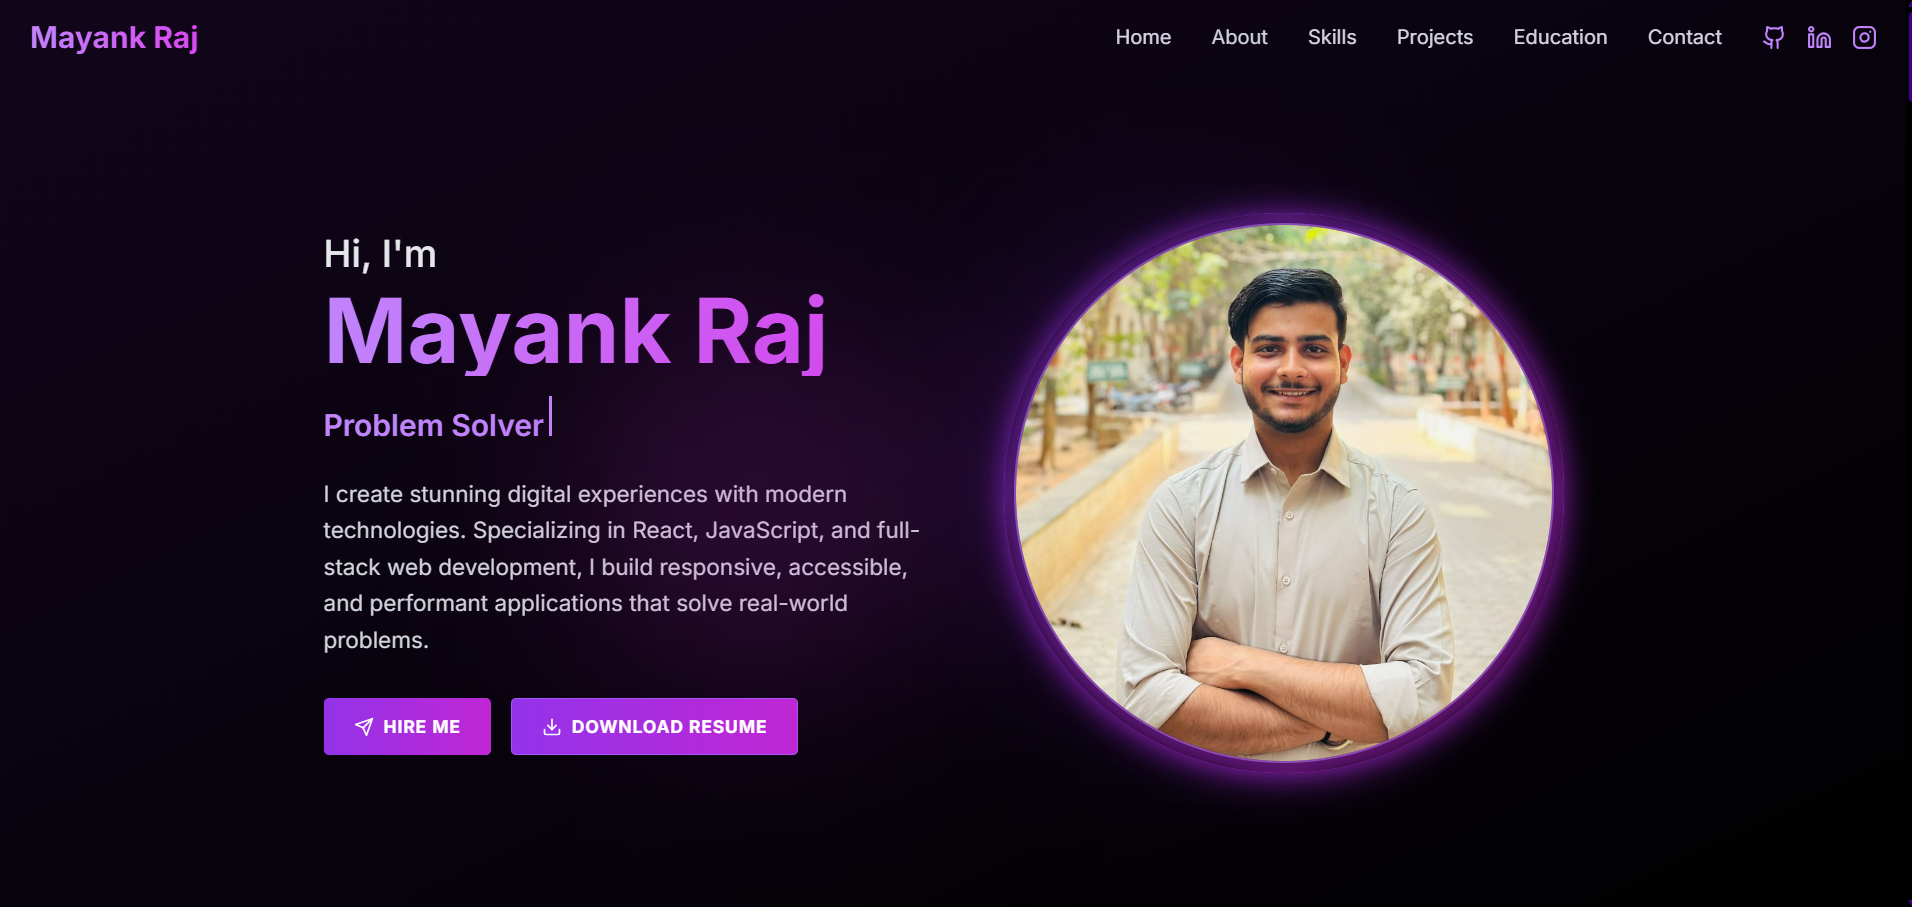 Mayank Raj
Home About Skills Projects Education Contact
Hi, I'm
Mayank Raj
Problem Solver
I create stunning digital experiences with modern
technologies. Specializing in React, JavaScript, and full-
stack web development, I build responsive, accessible,
and performant applications that solve real-world
problems.
HIRE ME
DOWNLOAD RESUME